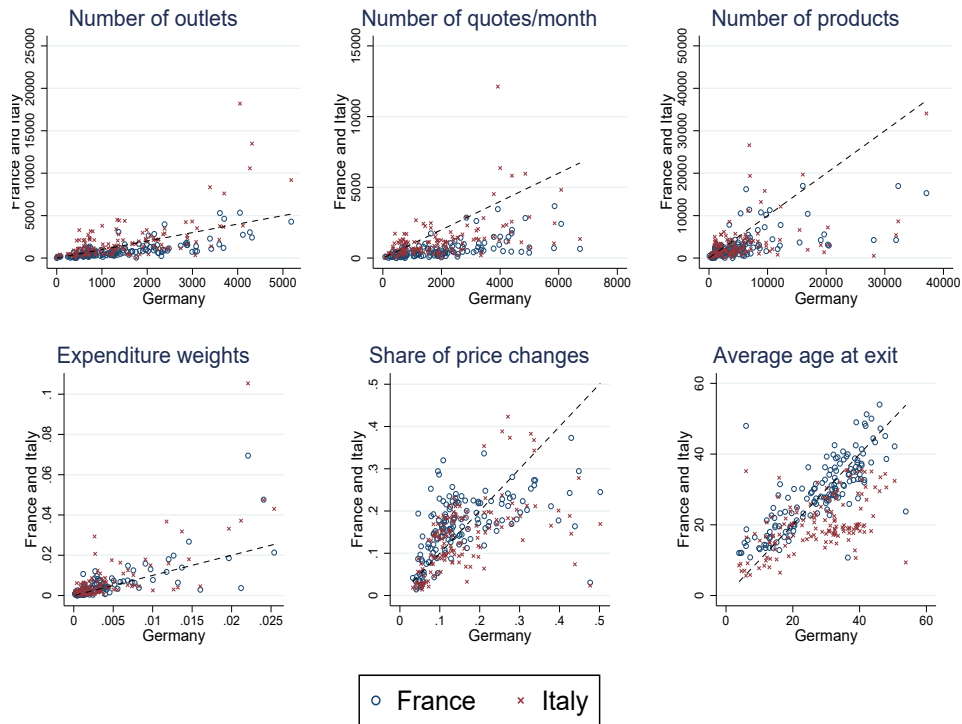 Number of outlets
Number of quotes/month
Number of products
France and Italy
0 5000 10000 15000 20000 25000
0 1000 2000 3000 4000 5000
Germany
0 5000 10000 15000
0 2000 4000 6000 8000
Germany
France and Italy
0 10000 20000 30000 40000 50000
0 10000 20000 30000 40000
Germany
Expenditure weights
Share of price changes
Average age at exit
France and Italy
0 .02 .04 .06 .08 .1
0 .005 .01 .015 .02 .025
Germany
France and Italy
0 .1 .2 .3 .4 .5
0 .1 .2 .3 .4 .5
Germany
France and Italy
0 20 40 60
0 20 40 60
Germany
France
Italy